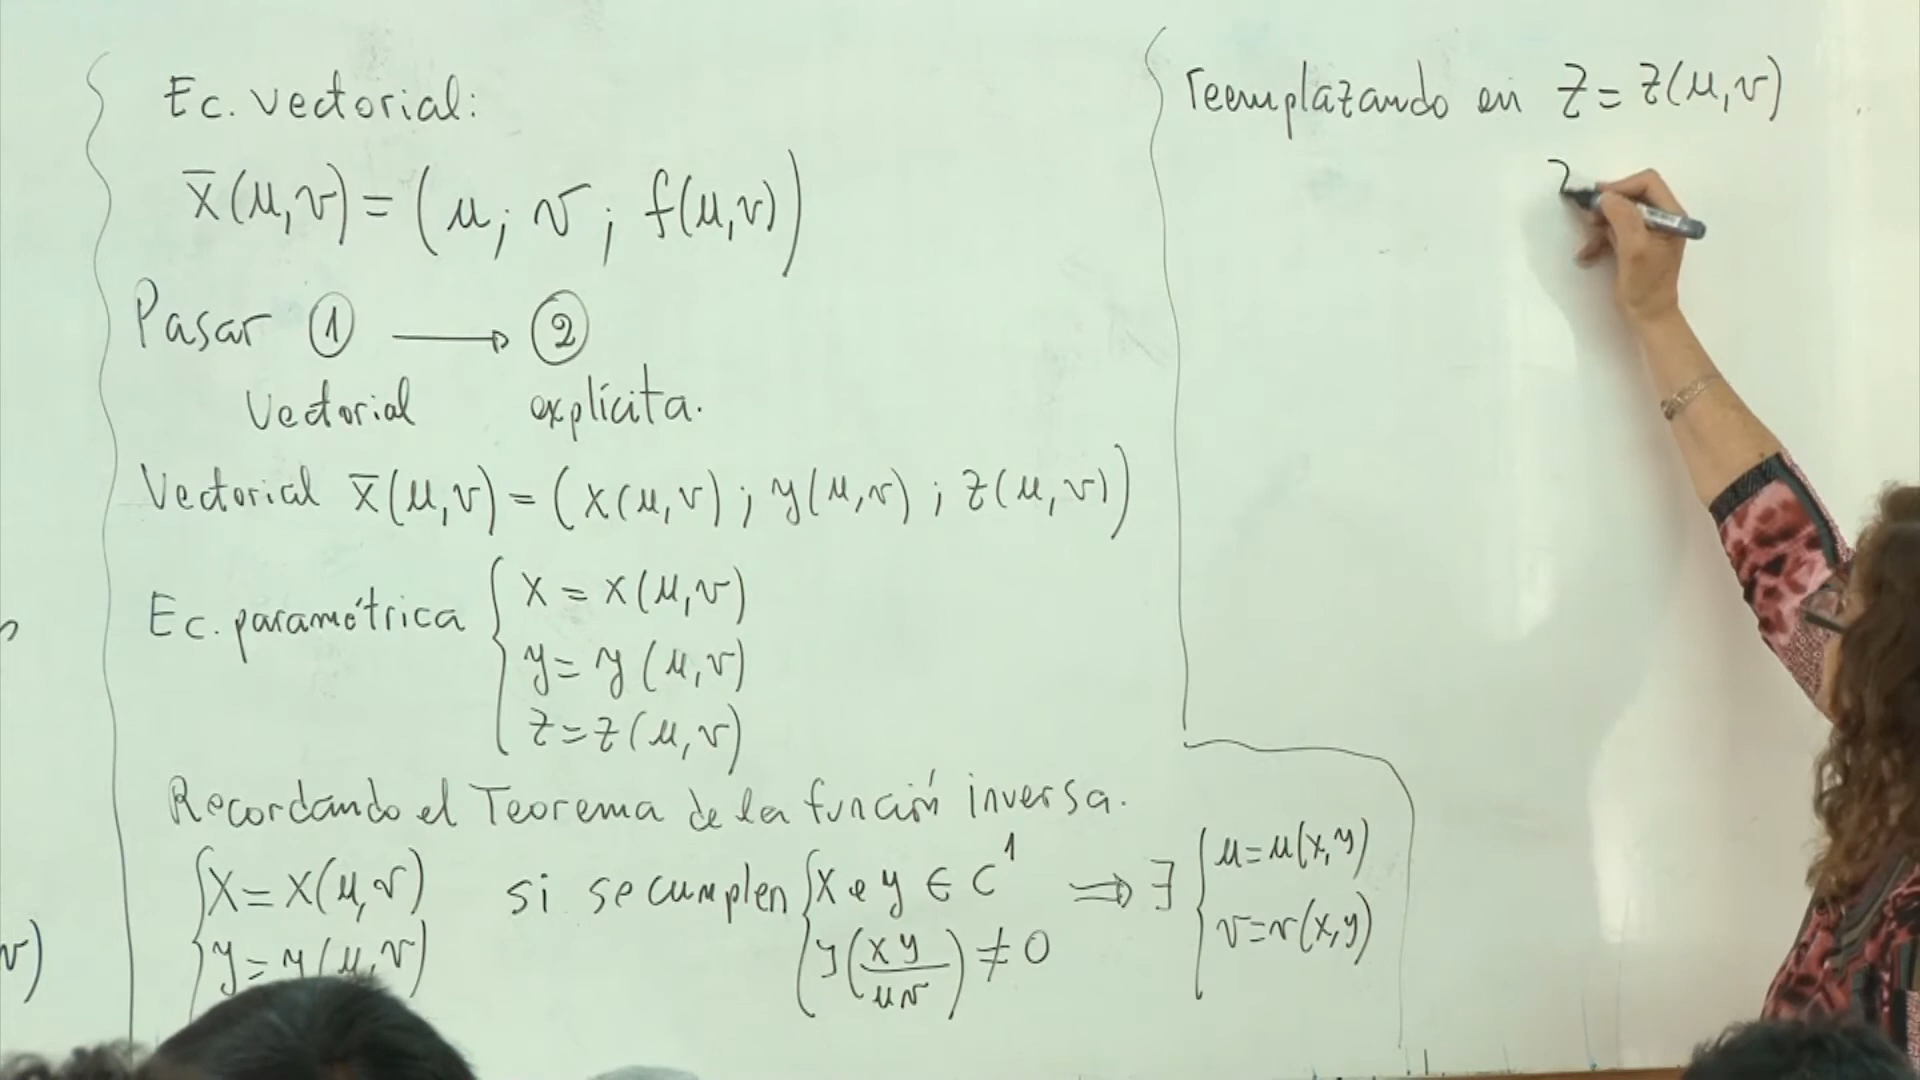 Ec. vectorial:
x̄(μ,v) = (μ; v; f(μ,v))
Pasar ① → ②
Vectorial explícita.
Vectorial x̄(μ,v) = (x(μ,v); y(μ,v); z(μ,v))
Ec. paramétrica { x = x(μ,v)
y = y(μ,v)
z = z(μ,v)
Recordando el Teorema de la función inversa.
{ x = x(μ,v) si se cumplen { x e y ∈ C¹ ⇒ ∃ { μ = μ(x,y)
y = y(μ,v) J(xy/μv) ≠ 0 v = v(x,y)
v)
reemplazando en z = z(μ,v)